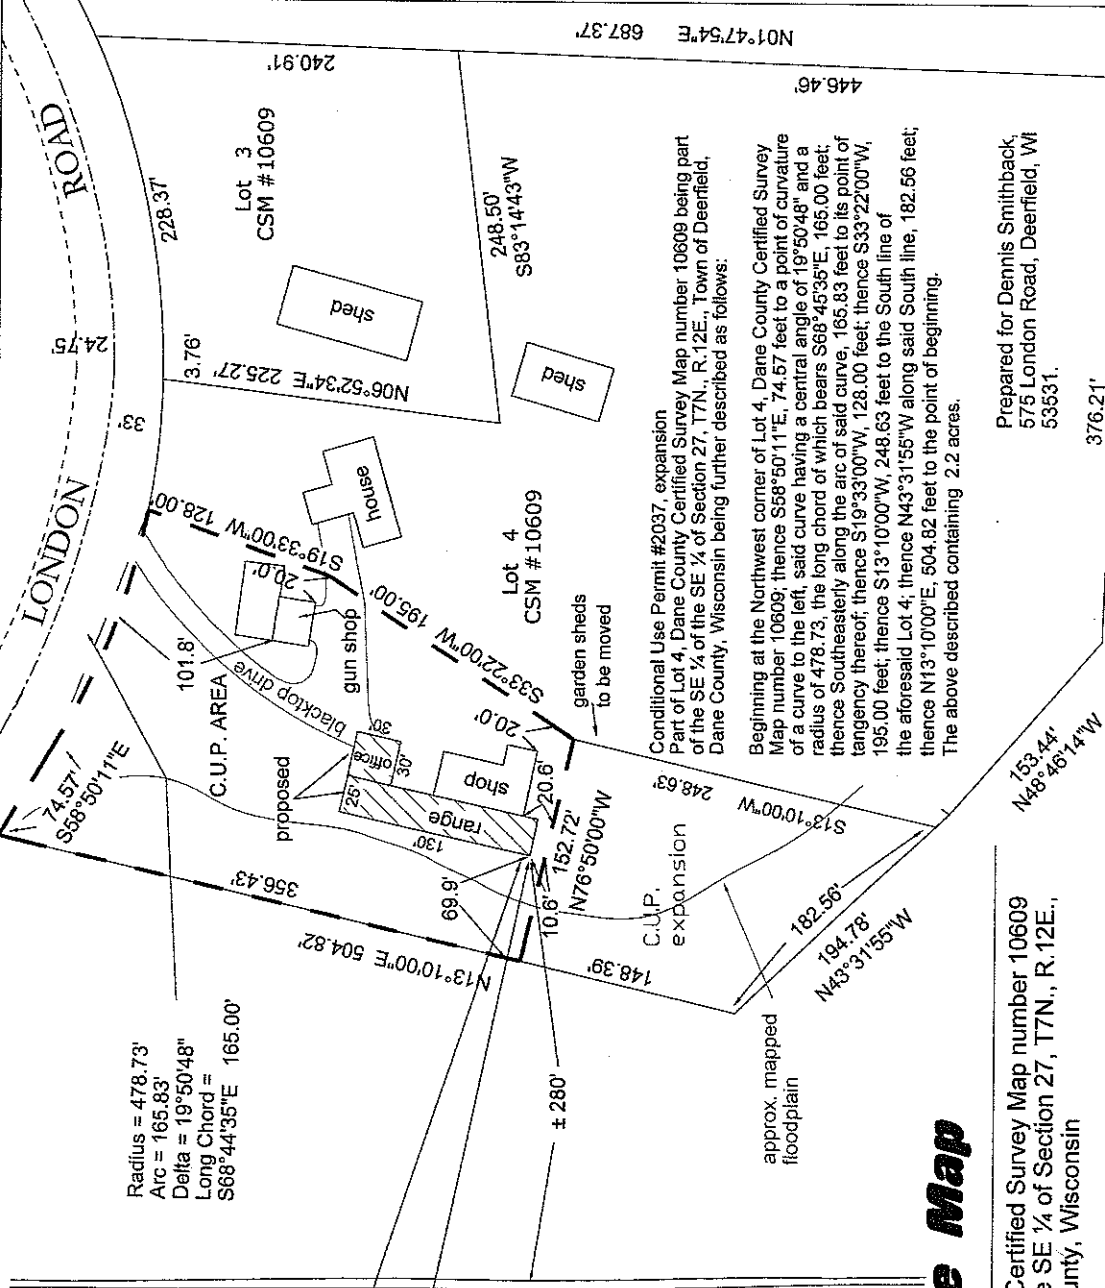 LONDON
ROAD
N01°47'54"E 687.37'
240.91'
446.46'
24.75'
33'
228.37'
3.76'
Lot 3
CSM #10609
shed
N06°52'34"E 225.27'
248.50'
S83°14'43"W
shed
house
S19°33'00"W 128.00'
20.0'
101.8'
gun shop
S33°22'00"W 195.00'
20.0'
Lot 4
CSM #10609
garden sheds
to be moved
74.57'
S58°50'11"E
C.U.P. AREA
blacktop drive
proposed
office
30'
30'
25'
range
130'
shop
20.6'
69.9'
10.6'
152.72'
N76°50'00"W
356.43'
N13°10'00"E 504.82'
148.39'
C.U.P.
expansion
248.63'
S13°10'00"W
182.56'
194.78'
N43°31'55"W
153.44'
N48°46'14"W
376.21'
± 280'
approx. mapped
floodplain
Radius = 478.73'
Arc = 165.83'
Delta = 19°50'48"
Long Chord =
S68°44'35"E 165.00'
Conditional Use Permit #2037, expansion
Part of Lot 4, Dane County Certified Survey Map number 10609 being part
of the SE ¼ of the SE ¼ of Section 27, T7N., R.12E., Town of Deerfield,
Dane County, Wisconsin being further described as follows:
Beginning at the Northwest corner of Lot 4, Dane County Certified Survey
Map number 10609; thence S58°50'11"E, 74.57 feet to a point of curvature
of a curve to the left, said curve having a central angle of 19°50'48" and a
radius of 478.73, the long chord of which bears S68°45'35"E, 165.00 feet;
thence Southeasterly along the arc of said curve, 165.83 feet to its point of
tangency thereof; thence S19°33'00"W, 128.00 feet; thence S33°22'00"W,
195.00 feet; thence S13°10'00"W, 248.63 feet to the South line of
the aforesaid Lot 4; thence N43°31'55"W along said South line, 182.56 feet;
thence N13°10'00"E, 504.82 feet to the point of beginning.
The above described containing 2.2 acres.
Prepared for Dennis Smithback,
575 London Road, Deerfield, WI
53531.
e Map
Certified Survey Map number 10609
e SE ¼ of Section 27, T7N., R.12E.,
unty, Wisconsin